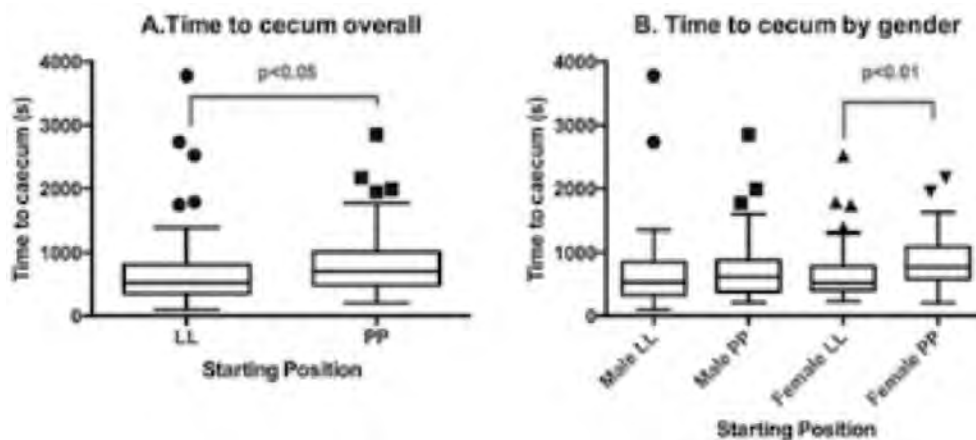 A.Time to cecum overall
Time to caecum (s)
4000
3000
2000
1000
0
p<0.05
LL
PP
Starting Position
B. Time to cecum by gender
Time to caecum (s)
4000
3000
2000
1000
0
p<0.01
Male LL
Male PP
Female LL
Female PP
Starting Position